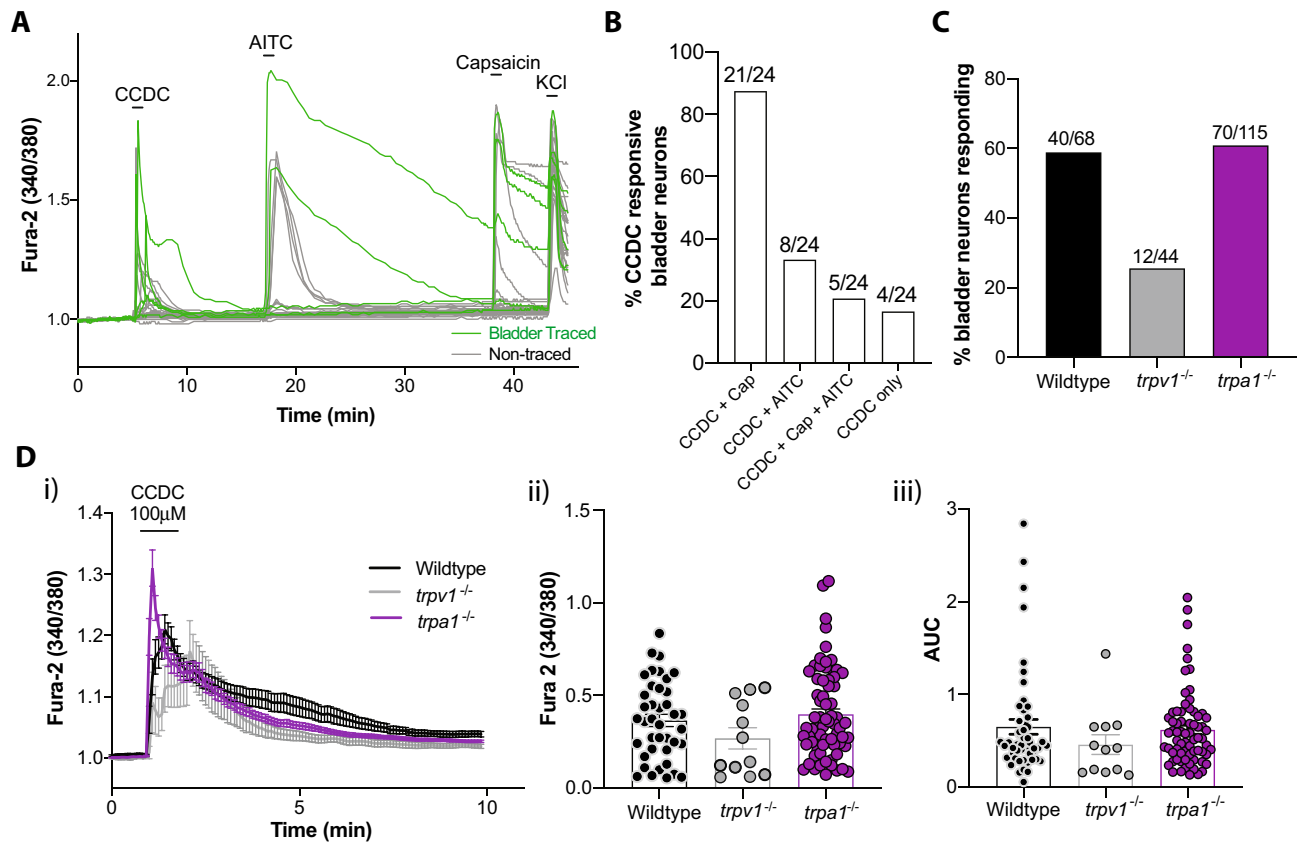 A
Fura-2 (340/380)
2.0
1.5
1.0
CCDC
AITC
Capsaicin
KCl
Bladder Traced
Non-traced
0
10
20
30
40
Time (min)
B
% CCDC responsive
bladder neurons
100
80
60
40
20
0
21/24
8/24
5/24
4/24
CCDC + Cap
CCDC + AITC
CCDC + Cap + AITC
CCDC only
C
% bladder neurons responding
80
60
40
20
0
40/68
12/44
70/115
Wildtype
trpv1-/-
trpa1-/-
D
i)
CCDC
100µM
Fura-2 (340/380)
1.4
1.3
1.2
1.1
1.0
Wildtype
trpv1-/-
trpa1-/-
0
5
10
Time (min)
ii)
Fura 2 (340/380)
1.5
1.0
0.5
0.0
Wildtype
trpv1-/-
trpa1-/-
iii)
AUC
3
2
1
0
Wildtype
trpv1-/-
trpa1-/-